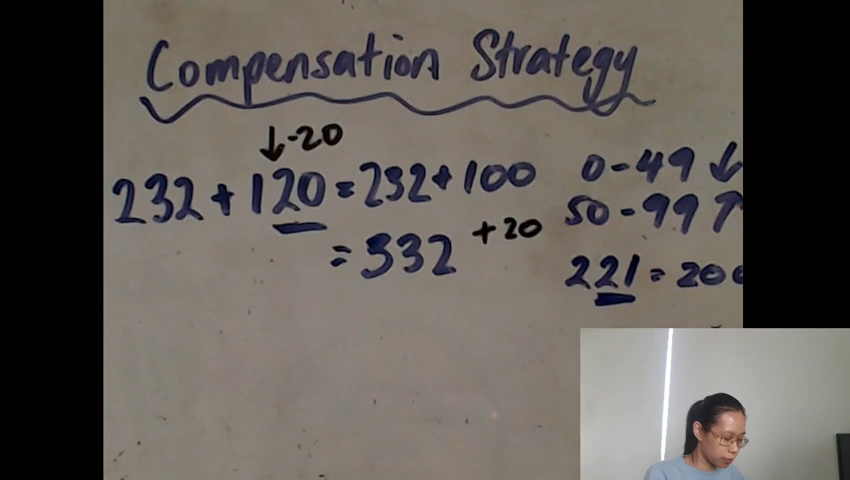 Compensation Strategy
↓-20
232 + 120 = 232 + 100
= 332 +20
0 - 49 ↓
50 - 99 ↑
221 = 200